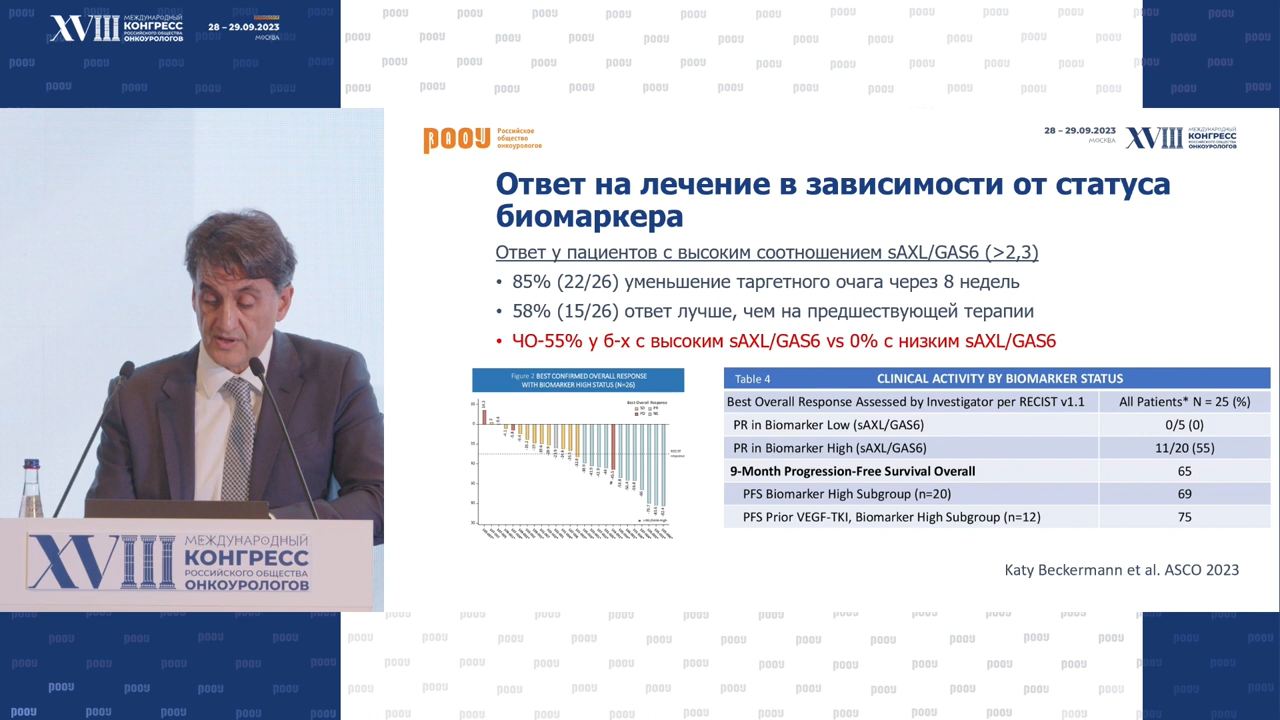 XVIII МЕЖДУНАРОДНЫЙ
КОНГРЕСС
РОССИЙСКОГО ОБЩЕСТВА
ОНКОУРОЛОГОВ
28 – 29.09.2023
МОСКВА
РООУ
Российское
общество
онкоурологов
28 – 29.09.2023
МОСКВА
XVIII МЕЖДУНАРОДНЫЙ
КОНГРЕСС
РОССИЙСКОГО ОБЩЕСТВА
ОНКОУРОЛОГОВ
Ответ на лечение в зависимости от статуса
биомаркера
Ответ у пациентов с высоким соотношением sAXL/GAS6 (>2,3)
• 85% (22/26) уменьшение таргетного очага через 8 недель
• 58% (15/26) ответ лучше, чем на предшествующей терапии
• ЧО-55% у б-х с высоким sAXL/GAS6 vs 0% с низким sAXL/GAS6
Figure 2 BEST CONFIRMED OVERALL RESPONSE
WITH BIOMARKER HIGH STATUS (N=26)
Best Overall Response
SD PR
PD NE
Table 4 CLINICAL ACTIVITY BY BIOMARKER STATUS
Best Overall Response Assessed by Investigator per RECIST v1.1 All Patients* N = 25 (%)
PR in Biomarker Low (sAXL/GAS6) 0/5 (0)
PR in Biomarker High (sAXL/GAS6) 11/20 (55)
9-Month Progression-Free Survival Overall 65
PFS Biomarker High Subgroup (n=20) 69
PFS Prior VEGF-TKI, Biomarker High Subgroup (n=12) 75
Katy Beckermann et al. ASCO 2023
XVIII МЕЖДУНАРОДНЫЙ
КОНГРЕСС
РОССИЙСКОГО ОБЩЕСТВА
ОНКОУРОЛОГОВ